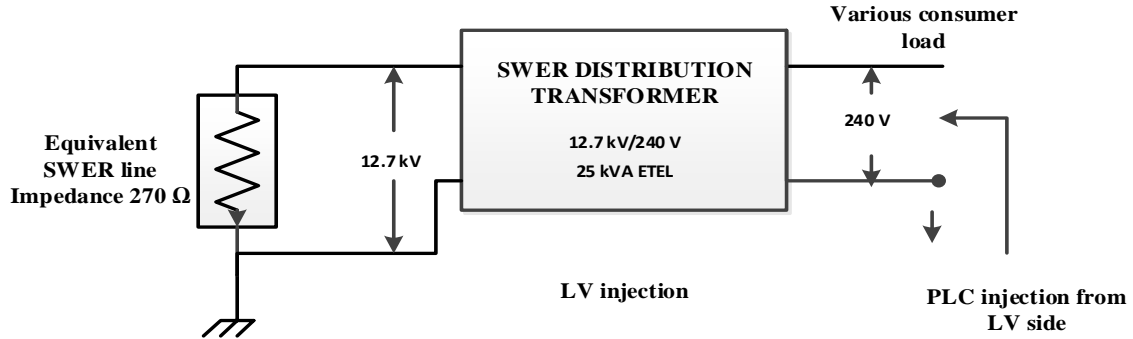 Various consumer
load
SWER DISTRIBUTION
TRANSFORMER
12.7 kV/240 V
25 kVA ETEL
Equivalent
SWER line
Impedance 270 Ω
12.7 kV
240 V
LV injection
PLC injection from
LV side